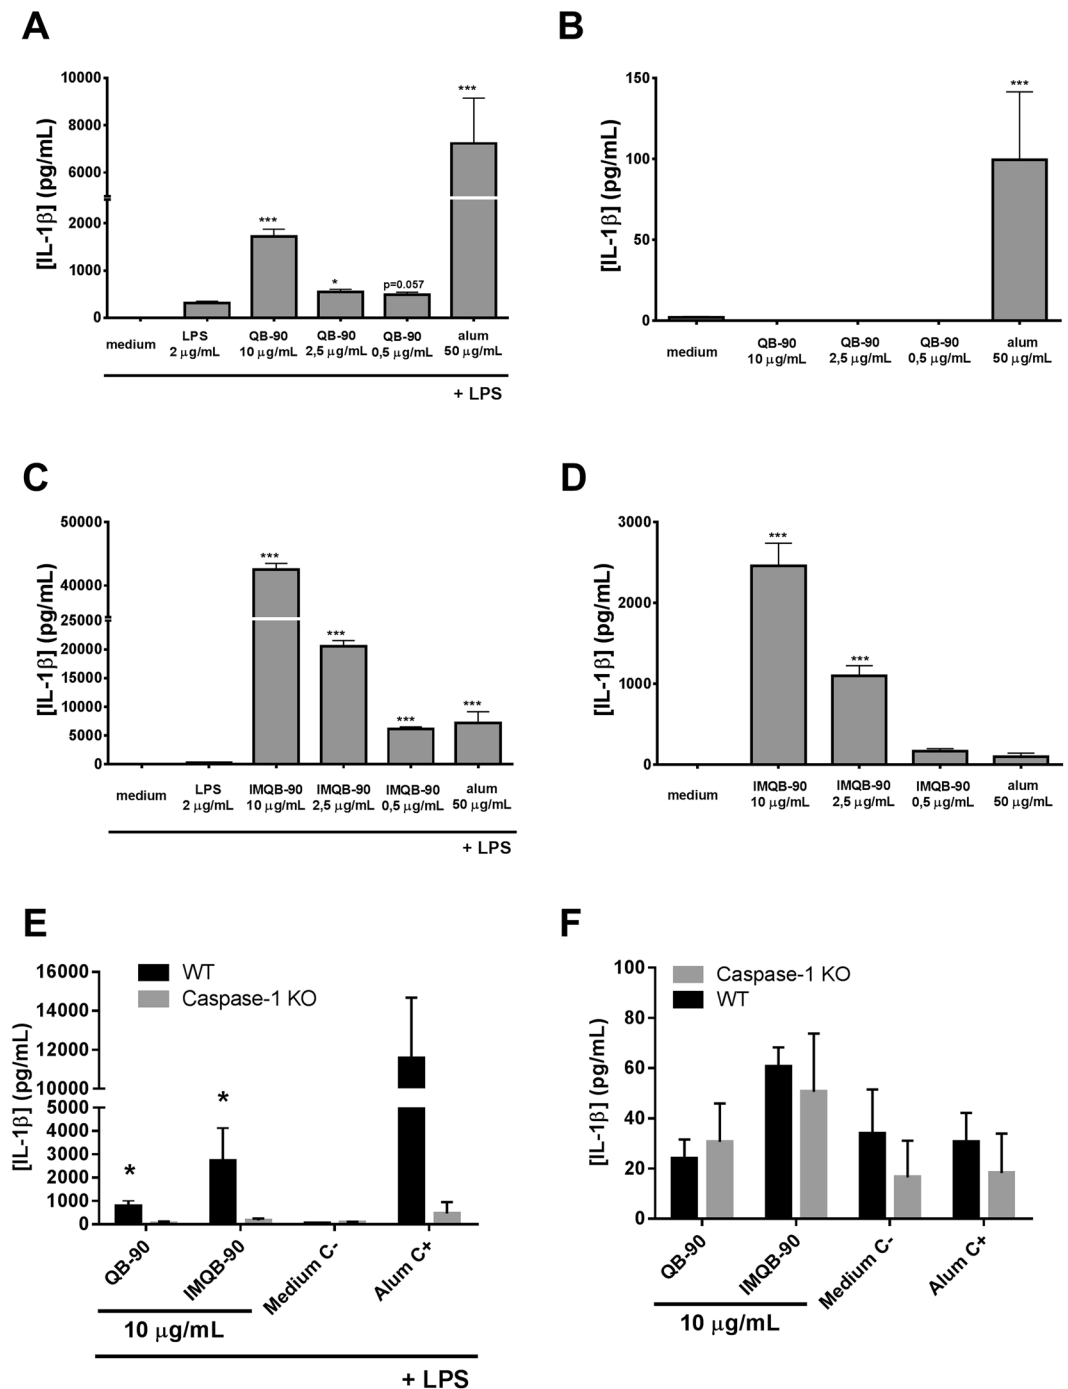 A
[IL-1β] (pg/mL)
10000
8000
6000
2000
1000
0
***
*
p=0.057
***
medium
LPS
2 μg/mL
QB-90
10 μg/mL
QB-90
2,5 μg/mL
QB-90
0,5 μg/mL
alum
50 μg/mL
+ LPS
B
[IL-1β] (pg/mL)
150
100
50
0
***
medium
QB-90
10 μg/mL
QB-90
2,5 μg/mL
QB-90
0,5 μg/mL
alum
50 μg/mL
C
[IL-1β] (pg/mL)
50000
40000
25000
20000
15000
10000
5000
0
***
***
***
***
medium
LPS
2 μg/mL
IMQB-90
10 μg/mL
IMQB-90
2,5 μg/mL
IMQB-90
0,5 μg/mL
alum
50 μg/mL
+ LPS
D
[IL-1β] (pg/mL)
3000
2000
1000
0
***
***
medium
IMQB-90
10 μg/mL
IMQB-90
2,5 μg/mL
IMQB-90
0,5 μg/mL
alum
50 μg/mL
E
[IL-1β] (pg/mL)
16000
14000
12000
10000
5000
4000
3000
2000
1000
0
WT
Caspase-1 KO
*
*
QB-90
IMQB-90
Medium C-
Alum C+
10 μg/mL
+ LPS
F
[IL-1β] (pg/mL)
100
80
60
40
20
0
Caspase-1 KO
WT
QB-90
IMQB-90
Medium C-
Alum C+
10 μg/mL